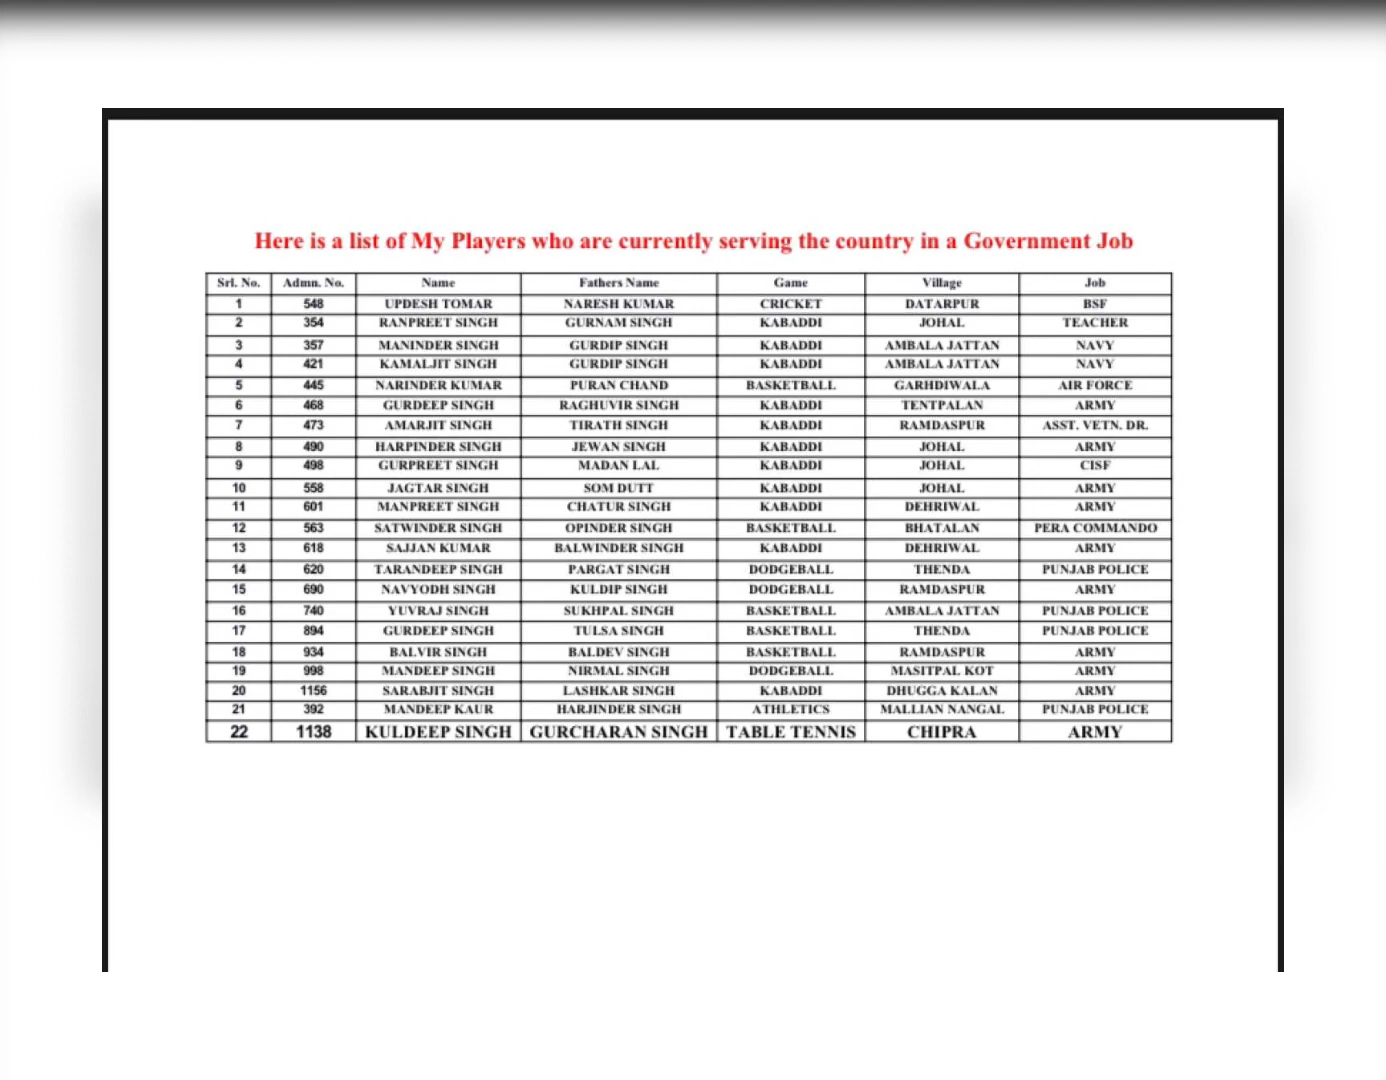 Here is a list of My Players who are currently serving the country in a Government Job
Srl. No. Admn. No. Name Fathers Name Game Village Job
1 548 UPDESH TOMAR NARESH KUMAR CRICKET DATARPUR BSF
2 354 RANPREET SINGH GURNAM SINGH KABADDI JOHAL TEACHER
3 357 MANINDER SINGH GURDIP SINGH KABADDI AMBALA JATTAN NAVY
4 421 KAMALJIT SINGH GURDIP SINGH KABADDI AMBALA JATTAN NAVY
5 445 NARINDER KUMAR PURAN CHAND BASKETBALL GARHDIWALA AIR FORCE
6 468 GURDEEP SINGH RAGHUVIR SINGH KABADDI TENTPALAN ARMY
7 473 AMARJIT SINGH TIRATH SINGH KABADDI RAMDASPUR ASST. VETN. DR.
8 490 HARPINDER SINGH JEWAN SINGH KABADDI JOHAL ARMY
9 498 GURPREET SINGH MADAN LAL KABADDI JOHAL CISF
10 558 JAGTAR SINGH SOM DUTT KABADDI JOHAL ARMY
11 601 MANPREET SINGH CHATUR SINGH KABADDI DEHRIWAL ARMY
12 563 SATWINDER SINGH OPINDER SINGH BASKETBALL BHATALAN PERA COMMANDO
13 618 SAJJAN KUMAR BALWINDER SINGH KABADDI DEHRIWAL ARMY
14 620 TARANDEEP SINGH PARGAT SINGH DODGEBALL THENDA PUNJAB POLICE
15 690 NAVYODH SINGH KULDIP SINGH DODGEBALL RAMDASPUR ARMY
16 740 YUVRAJ SINGH SUKHPAL SINGH BASKETBALL AMBALA JATTAN PUNJAB POLICE
17 894 GURDEEP SINGH TULSA SINGH BASKETBALL THENDA PUNJAB POLICE
18 934 BALVIR SINGH BALDEV SINGH BASKETBALL RAMDASPUR ARMY
19 998 MANDEEP SINGH NIRMAL SINGH DODGEBALL MASITPAL KOT ARMY
20 1156 SARABJIT SINGH LASHKAR SINGH KABADDI DHUGGA KALAN ARMY
21 392 MANDEEP KAUR HARJINDER SINGH ATHLETICS MALLIAN NANGAL PUNJAB POLICE
22 1138 KULDEEP SINGH GURCHARAN SINGH TABLE TENNIS CHIPRA ARMY